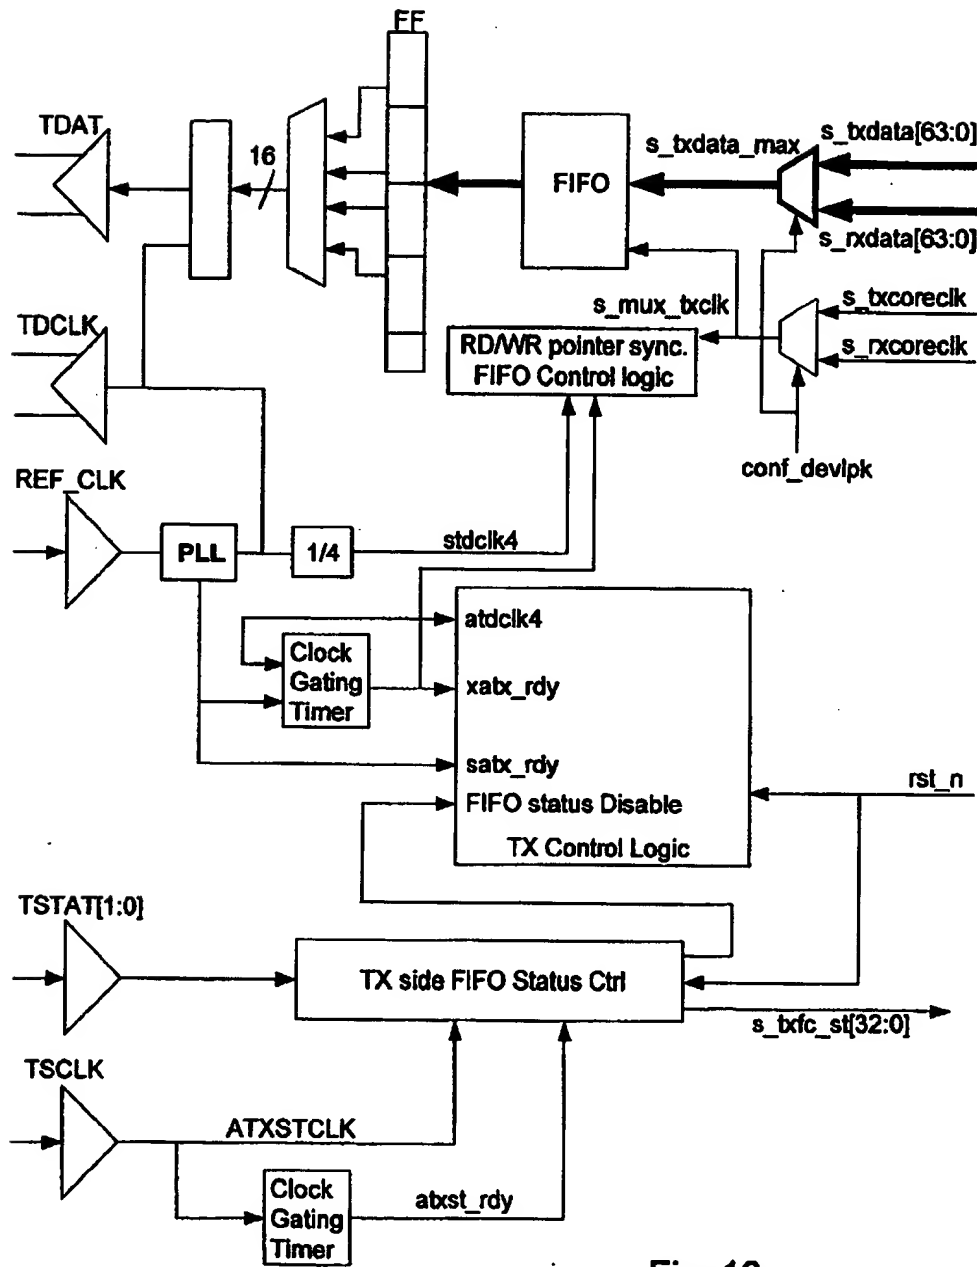 FF
TDAT
16
FIFO
s_txdata_max
s_txdata[63:0]
s_rxdata[63:0]
TDCLK
s_mux_txclk
s_txcoreclk
s_rxcoreclk
RD/WR pointer sync.
FIFO Control logic
conf_devlpk
REF_CLK
PLL
1/4
stdclk4
Clock
Gating
Timer
atdclk4
xatx_rdy
satx_rdy
FIFO status Disable
TX Control Logic
rst_n
TSTAT[1:0]
TX side FIFO Status Ctrl
s_txfc_st[32:0]
TSCLK
ATXSTCLK
Clock
Gating
Timer
atxst_rdy